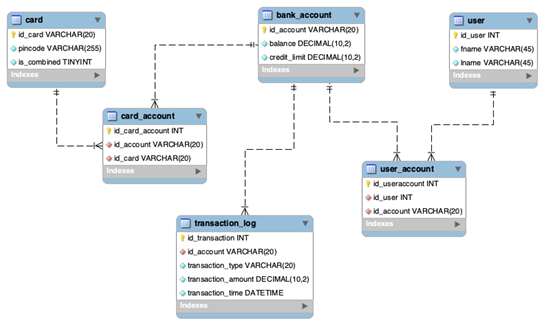 card
id_card VARCHAR(20)
pincode VARCHAR(255)
is_combined TINYINT
Indexes
bank_account
id_account VARCHAR(20)
balance DECIMAL(10,2)
credit_limit DECIMAL(10,2)
Indexes
user
id_user INT
fname VARCHAR(45)
lname VARCHAR(45)
Indexes
card_account
id_card_account INT
id_account VARCHAR(20)
id_card VARCHAR(20)
Indexes
user_account
id_useraccount INT
id_user INT
id_account VARCHAR(20)
Indexes
transaction_log
id_transaction INT
id_account VARCHAR(20)
transaction_type VARCHAR(20)
transaction_amount DECIMAL(10,2)
transaction_time DATETIME
Indexes